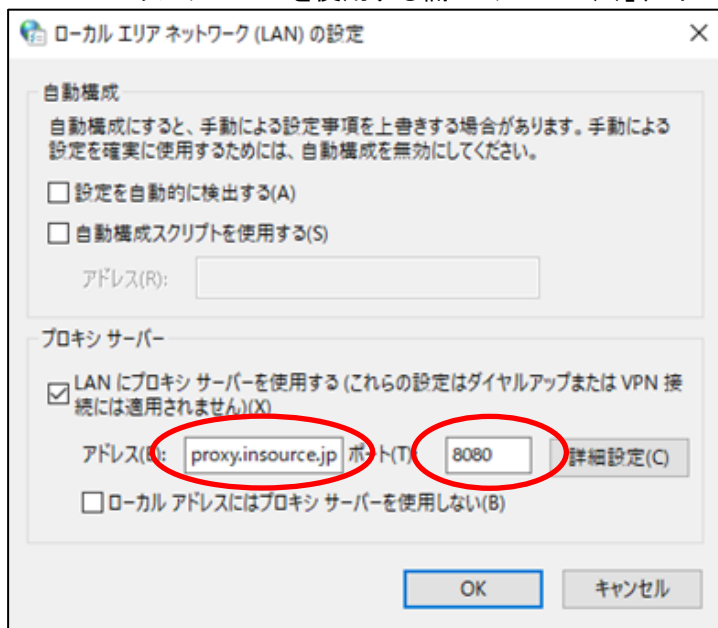 ローカル エリア ネットワーク (LAN) の設定
自動構成
自動構成にすると、手動による設定事項を上書きする場合があります。手動による
設定を確実に使用するためには、自動構成を無効にしてください。
設定を自動的に検出する(A)
自動構成スクリプトを使用する(S)
アドレス(R):
プロキシ サーバー
LAN にプロキシ サーバーを使用する (これらの設定はダイヤルアップまたは VPN 接
続には適用されません)(X)
アドレス(E): proxy.insource.jp ポート(T): 8080 詳細設定(C)
ローカル アドレスにはプロキシ サーバーを使用しない(B)
OK キャンセル